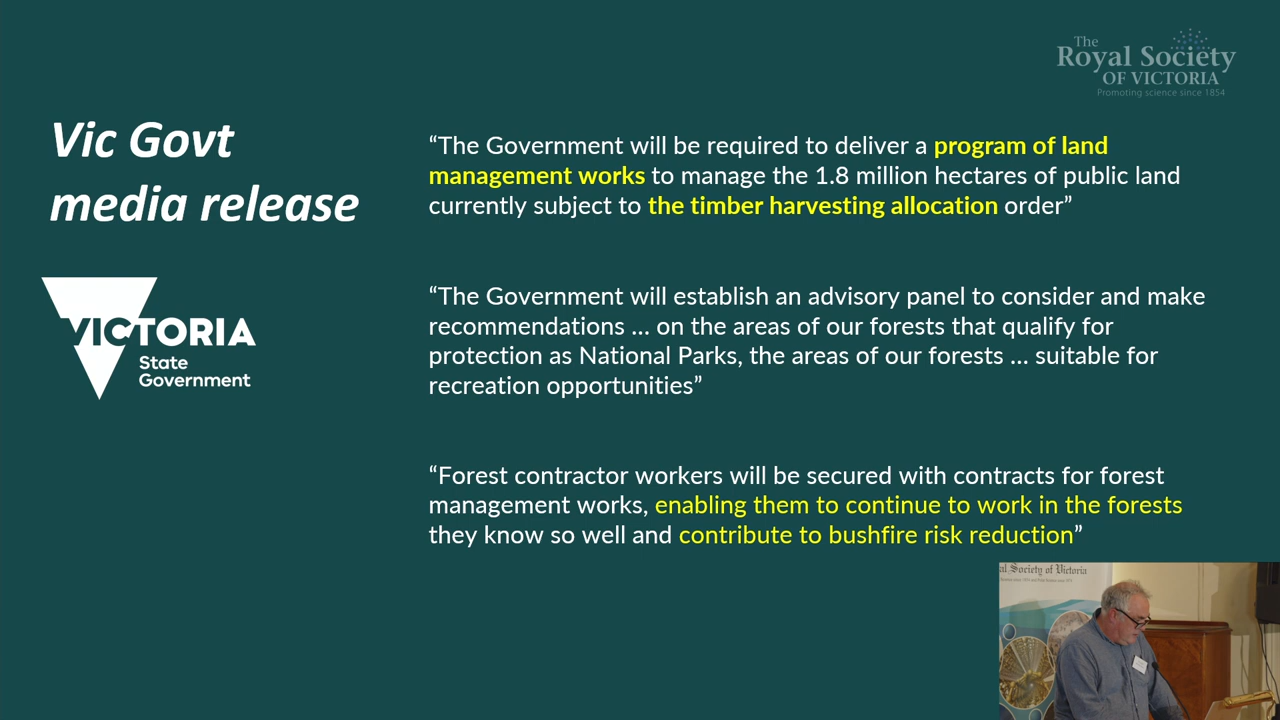 The
Royal Society
OF VICTORIA
Promoting science since 1854
Vic Govt
media release
VICTORIA
State
Government
“The Government will be required to deliver a program of land
management works to manage the 1.8 million hectares of public land
currently subject to the timber harvesting allocation order”
“The Government will establish an advisory panel to consider and make
recommendations ... on the areas of our forests that qualify for
protection as National Parks, the areas of our forests ... suitable for
recreation opportunities”
“Forest contractor workers will be secured with contracts for forest
management works, enabling them to continue to work in the forests
they know so well and contribute to bushfire risk reduction”
al Society of Victoria